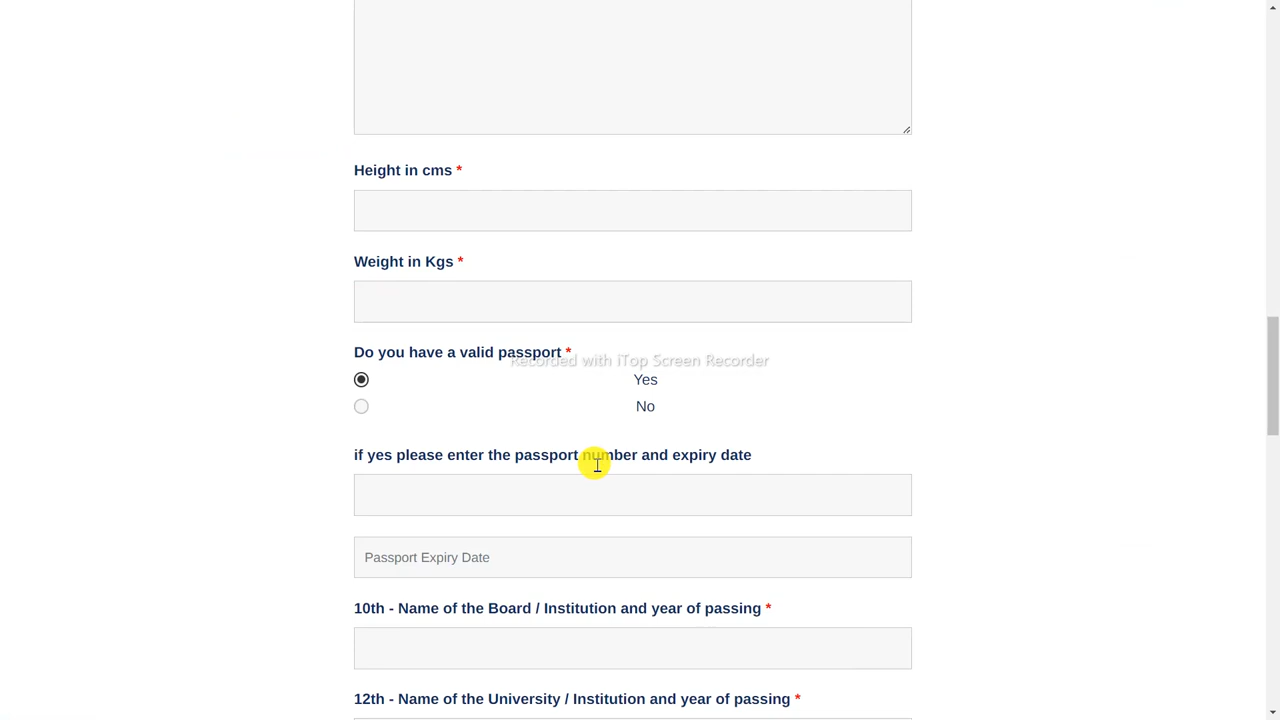 Height in cms *
Weight in Kgs *
Do you have a valid passport *
Recorded with iTop Screen Recorder
Yes
No
if yes please enter the passport number and expiry date
Passport Expiry Date
10th - Name of the Board / Institution and year of passing *
12th - Name of the University / Institution and year of passing *